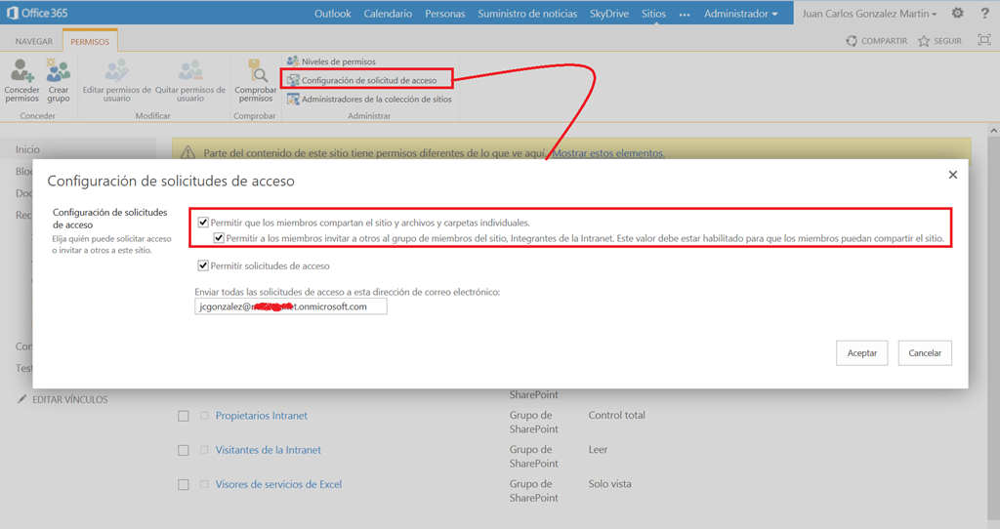 Office 365
Outlook Calendario Personas Suministro de noticias SkyDrive Sitios ... Administrador Juan Carlos Gonzalez Martin ?
NAVEGAR PERMISOS COMPARTIR SEGUIR
Conceder permisos
Crear grupo
Editar permisos de usuario
Quitar permisos de usuario
Comprobar permisos
Niveles de permisos
Configuración de solicitud de acceso
Administradores de la colección de sitios
Conceder Modificar Comprobar Administrar
Inicio
Parte del contenido de este sitio tiene permisos diferentes de lo que ve aquí. Mostrar estos elementos.
Configuración de solicitudes de acceso
Configuración de solicitudes
de acceso
Elija quién puede solicitar acceso
o invitar a otros a este sitio.
Permitir que los miembros compartan el sitio y archivos y carpetas individuales.
Permitir a los miembros invitar a otros al grupo de miembros del sitio, Integrantes de la Intranet. Este valor debe estar habilitado para que los miembros puedan compartir el sitio.
Permitir solicitudes de acceso
Enviar todas las solicitudes de acceso a esta dirección de correo electrónico:
jcgonzalez@ t.onmicrosoft.com
Aceptar Cancelar
EDITAR VÍNCULOS
SharePoint
Propietarios Intranet Grupo de Control total
SharePoint
Visitantes de la Intranet Grupo de Leer
SharePoint
Visores de servicios de Excel Grupo de Solo vista
SharePoint